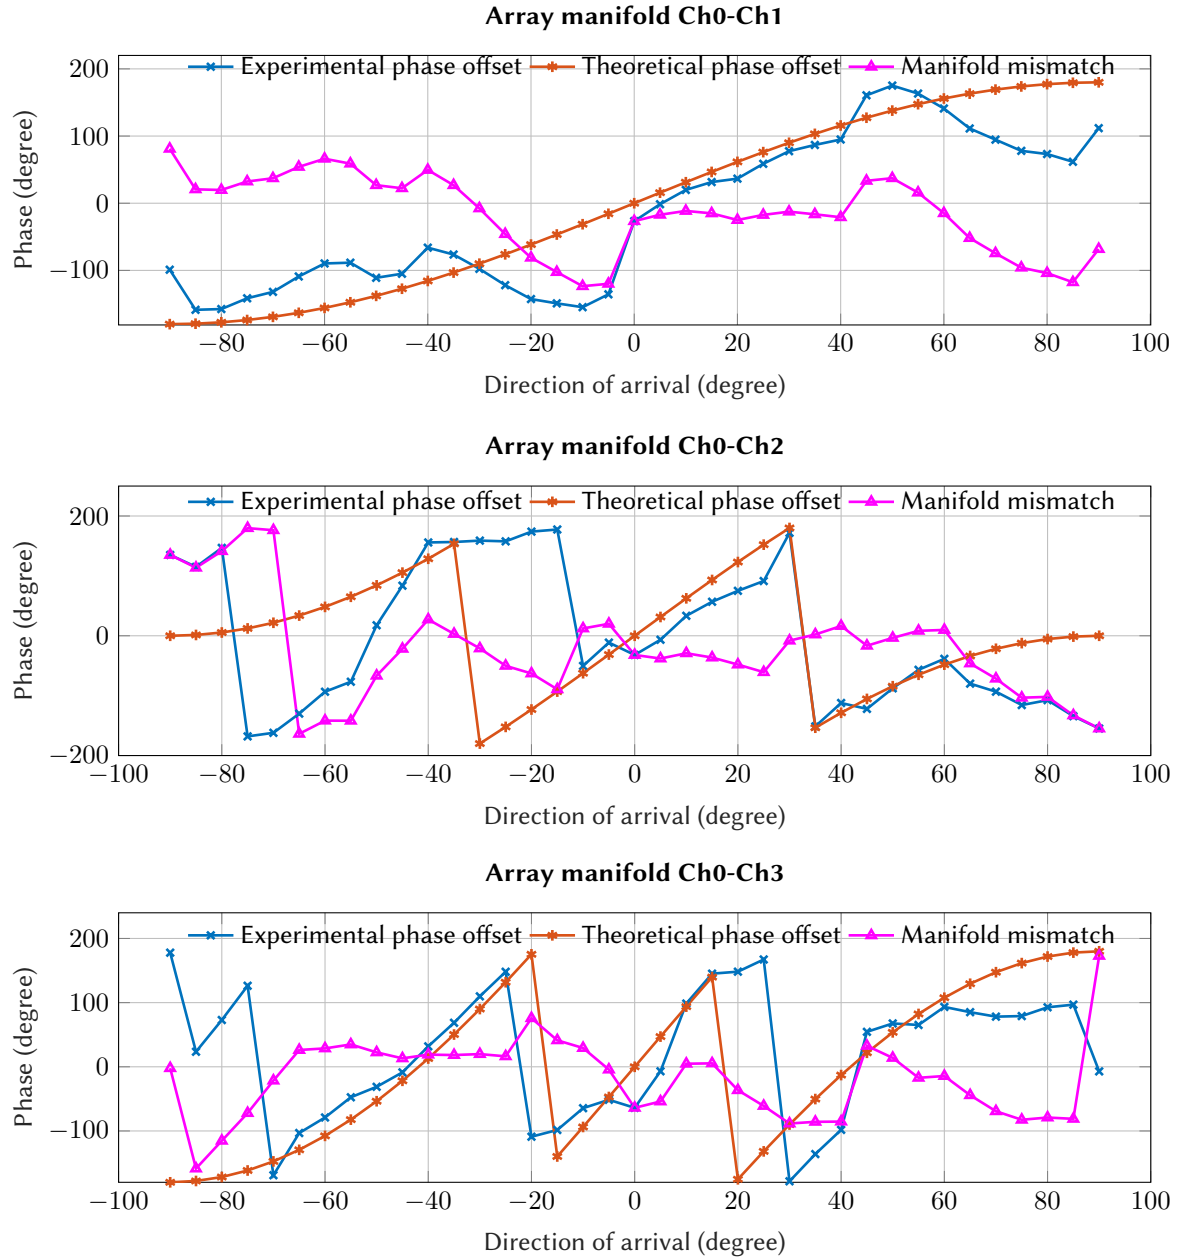 Array manifold Ch0-Ch1
Experimental phase offset Theoretical phase offset Manifold mismatch
200
100
0
−100
Phase (degree)
−80 −60 −40 −20 0 20 40 60 80 100
Direction of arrival (degree)
Array manifold Ch0-Ch2
Experimental phase offset Theoretical phase offset Manifold mismatch
200
0
−200
Phase (degree)
−100 −80 −60 −40 −20 0 20 40 60 80 100
Direction of arrival (degree)
Array manifold Ch0-Ch3
Experimental phase offset Theoretical phase offset Manifold mismatch
200
100
0
−100
Phase (degree)
−100 −80 −60 −40 −20 0 20 40 60 80 100
Direction of arrival (degree)